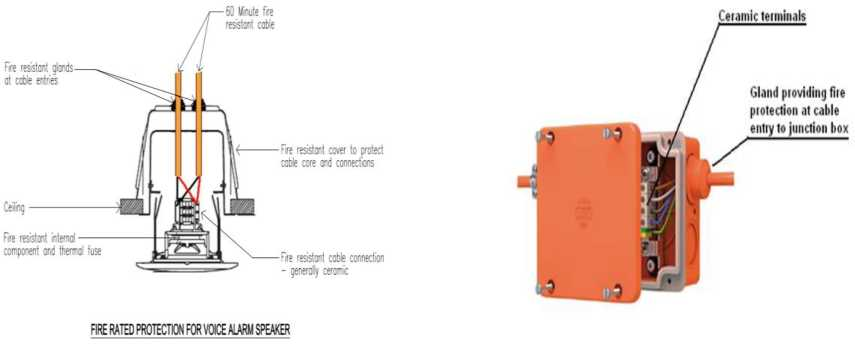 60 Minute fire
resistant cable
Fire resistant glands
at cable entries
Fire resistant cover to protect
cable core and connections
Ceiling
Fire resistant internal
component and thermal fuse
Fire resistant cable connection
- generally ceramic
FIRE RATED PROTECTION FOR VOICE ALARM SPEAKER
Ceramic terminals
Gland providing fire
protection at cable
entry to junction box